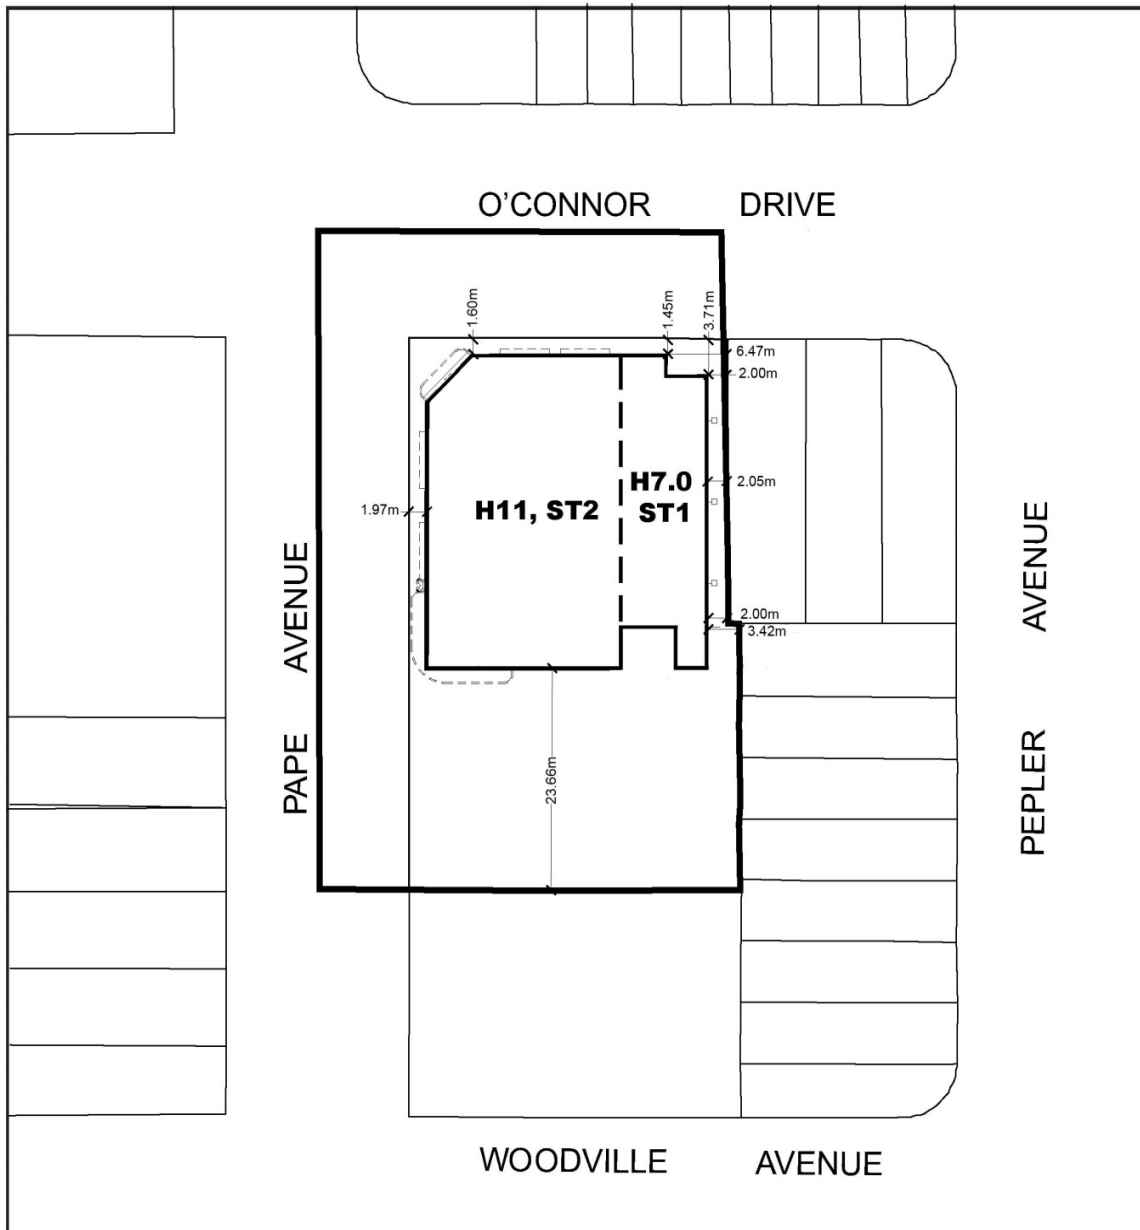 O'CONNOR DRIVE
1.60m
1.45m
3.71m
6.47m
2.00m
H7.0
ST1
2.05m
H11, ST2
1.97m
PAPE AVENUE
PEPLER AVENUE
2.00m
3.42m
23.66m
WOODVILLE AVENUE